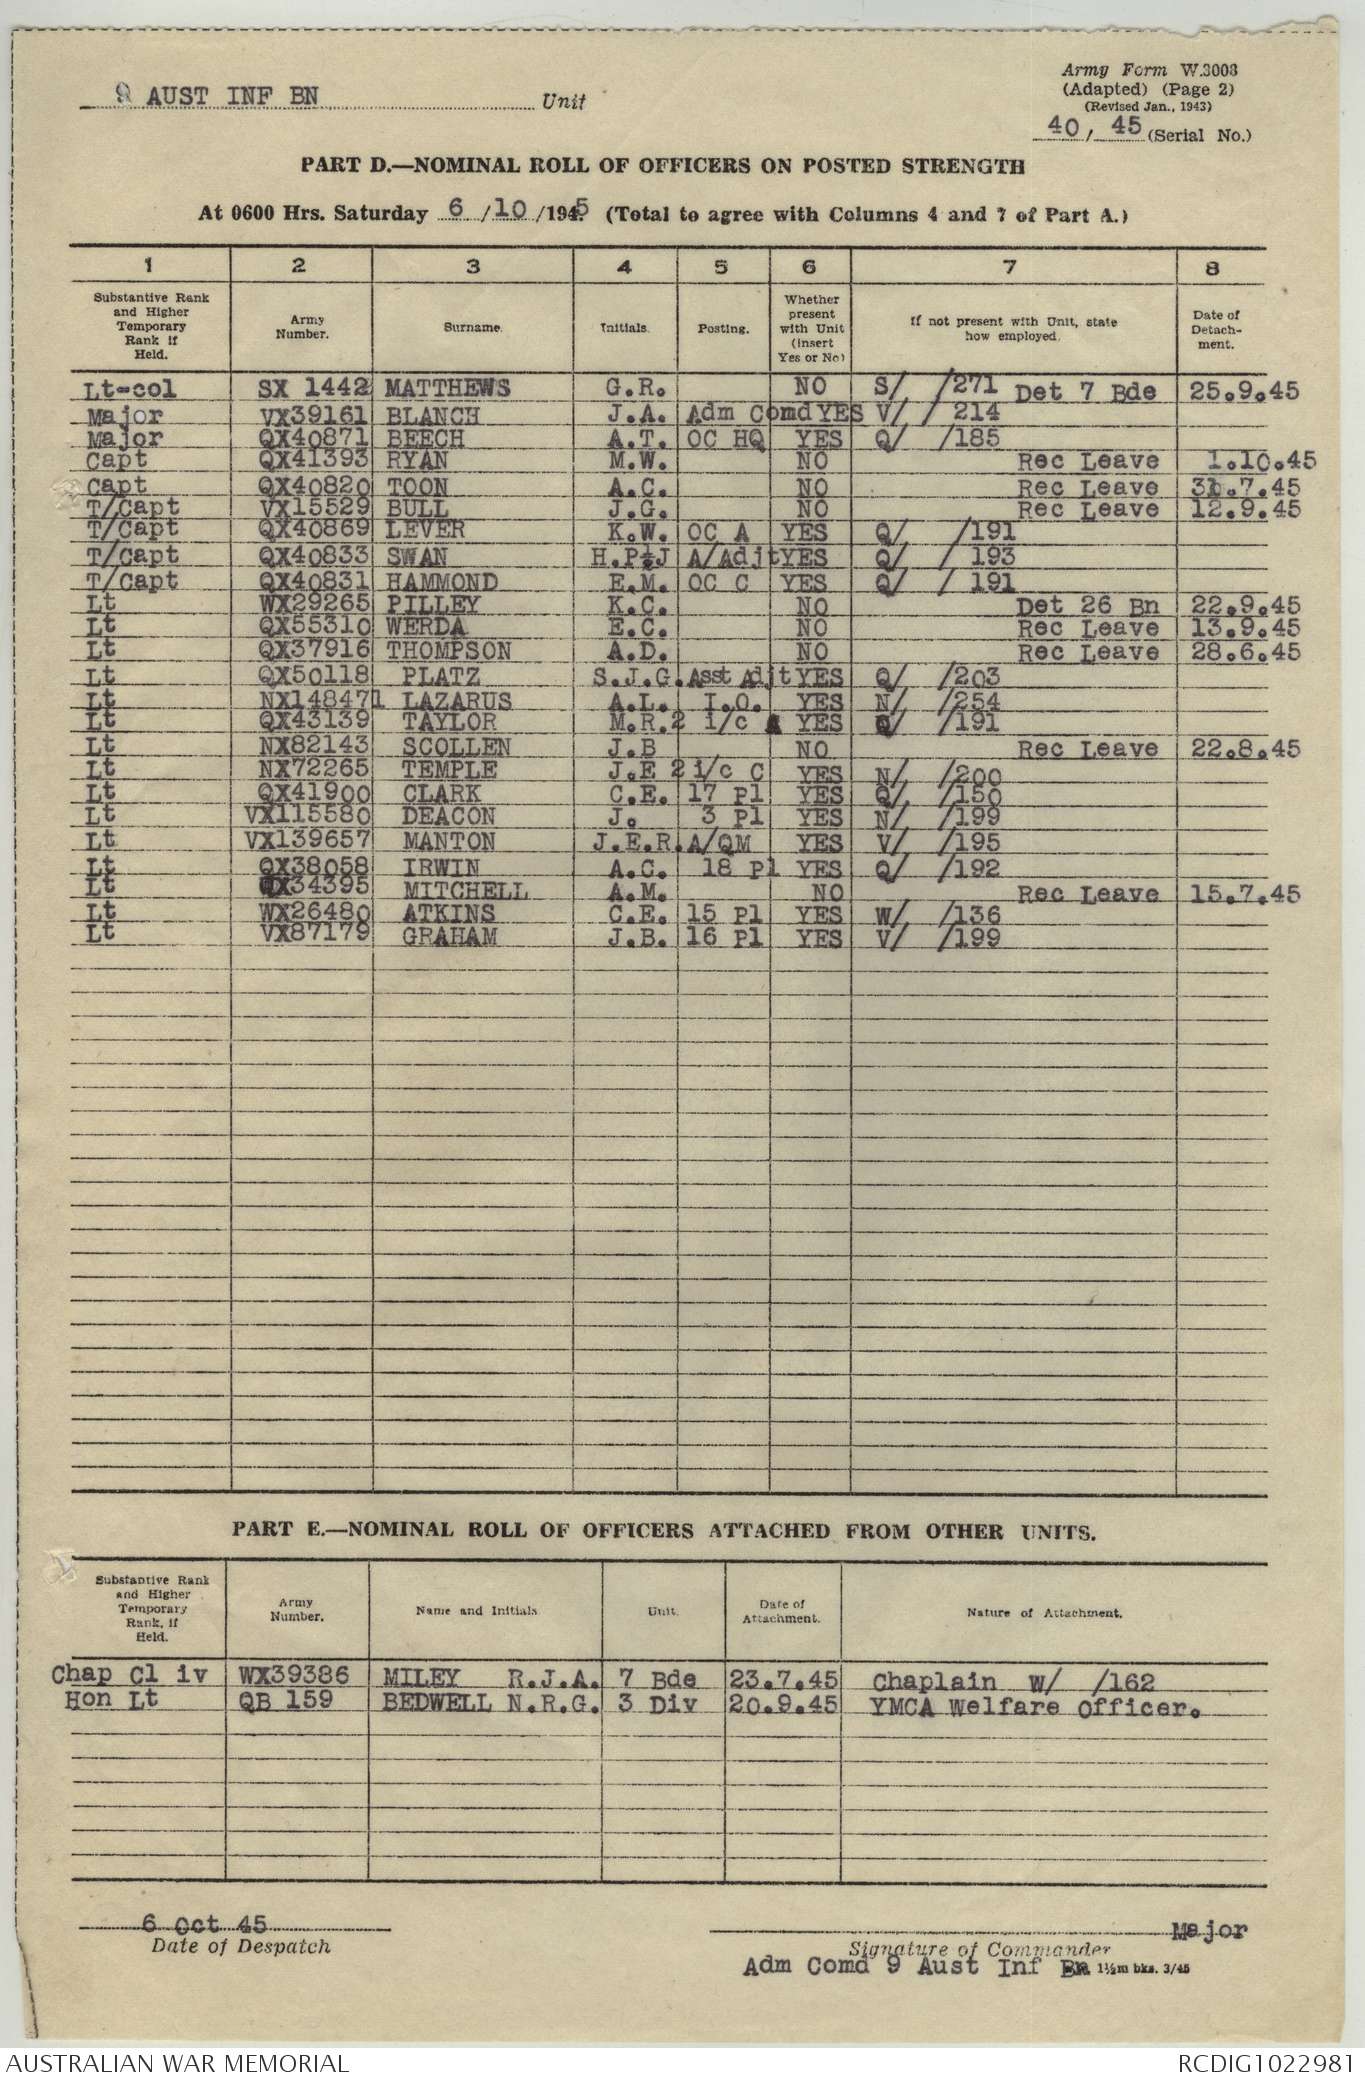 9 AUST INF BN Unit
Army Form W.3008
(Adapted) (Page 2)
(Revised Jan., 1943)
40 / 45 (Serial No.)
PART D.—NOMINAL ROLL OF OFFICERS ON POSTED STRENGTH
At 0600 Hrs. Saturday 6 /10 /1945 (Total to agree with Columns 4 and 7 of Part A.)
1 2 3 4 5 6 7 8
Substantive Rank and Higher Temporary Rank if Held. Army Number. Surname. Initials. Posting. Whether present with Unit (insert Yes or No) If not present with Unit, state how employed. Date of Detach-ment.
Lt-col SX 1442 MATTHEWS G.R. NO S/ /271 Det 7 Bde 25.9.45
Major VX39161 BLANCH J.A. Adm Comd YES V/ / 214
Major QX40871 BEECH A.T. OC HQ YES Q/ /185
Capt QX41393 RYAN M.W. NO Rec Leave 1.10.45
Capt QX40820 TOON A.C. NO Rec Leave 31.7.45
T/Capt VX15529 BULL J.G. NO Rec Leave 12.9.45
T/Capt QX40869 LEVER K.W. OC A YES Q/ /191
T/Capt QX40833 SWAN H.P.J A/Adjt YES Q/ / 193
T/Capt QX40831 HAMMOND E.M. OC C YES Q/ / 191
Lt WX29265 PILLEY K.C. NO Det 26 Bn 22.9.45
Lt QX55310 WERDA E.C. NO Rec Leave 13.9.45
Lt QX37916 THOMPSON A.D. NO Rec Leave 28.6.45
Lt QX50118 PLATZ S.J.G. Asst Adjt YES Q/ /203
Lt NX148471 LAZARUS A.L. I.O. YES N/ /254
Lt QX43139 TAYLOR M.R. 2 i/c A YES Q/ /191
Lt NX82143 SCOLLEN J.B NO Rec Leave 22.8.45
Lt NX72265 TEMPLE J.E 2 i/c C YES N/ /200
Lt QX41900 CLARK C.E. 17 Pl YES Q/ /150
Lt VX115580 DEACON J. 3 Pl YES N/ /199
Lt VX139657 MANTON J.E.R. A/QM YES V/ /195
Lt QX38058 IRWIN A.C. 18 Pl YES Q/ /192
Lt X34395 MITCHELL A.M. NO Rec Leave 15.7.45
Lt WX26480 ATKINS C.E. 15 Pl YES W/ /136
Lt VX87179 GRAHAM J.B. 16 Pl YES V/ /199
PART E.—NOMINAL ROLL OF OFFICERS ATTACHED FROM OTHER UNITS.
Substantive Rank and Higher Temporary Rank, if Held. Army Number. Name and Initials Unit. Date of Attachment. Nature of Attachment.
Chap Cl iv WX39386 MILEY R.J.A. 7 Bde 23.7.45 Chaplain W/ /162
Hon Lt QB 159 BEDWELL N.R.G. 3 Div 20.9.45 YMCA Welfare Officer.
6 Oct 45 Major
Date of Despatch Signature of Commander
Adm Comd 9 Aust Inf Bn 1½m bks. 3/45
AUSTRALIAN WAR MEMORIAL RCDIG1022981